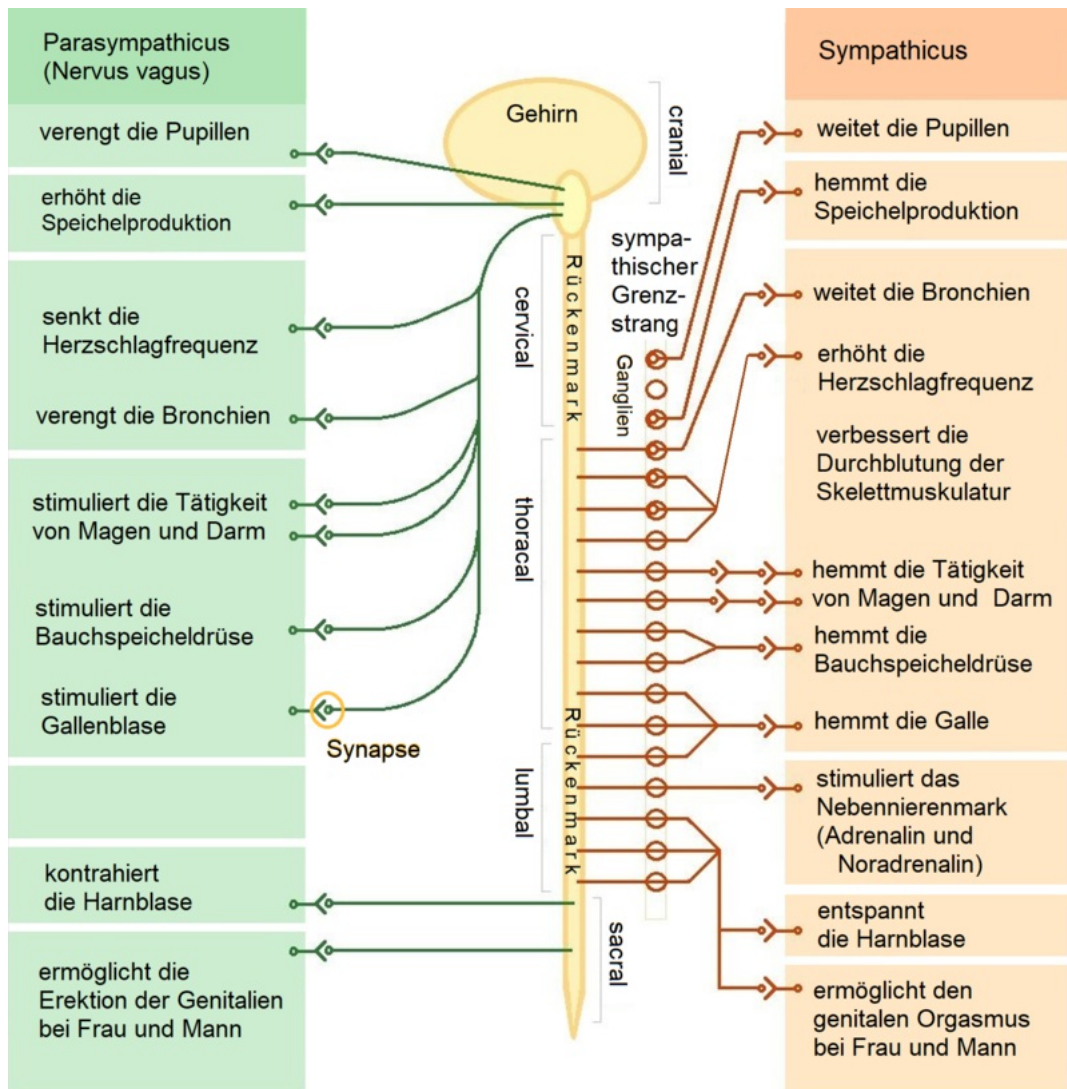 Parasympathicus
(Nervus vagus)
verengt die Pupillen
erhöht die
Speichelproduktion
senkt die
Herzschlagfrequenz
verengt die Bronchien
stimuliert die Tätigkeit
von Magen und Darm
stimuliert die
Bauchspeicheldrüse
stimuliert die
Gallenblase
kontrahiert
die Harnblase
ermöglicht die
Erektion der Genitalien
bei Frau und Mann
Synapse
Gehirn
Rückenmark
Rückenmark
cranial
cervical
thoracal
lumbal
sacral
sympa-
thischer
Grenz-
strang
Ganglien
Sympathicus
weitet die Pupillen
hemmt die
Speichelproduktion
weitet die Bronchien
erhöht die
Herzschlagfrequenz
verbessert die
Durchblutung der
Skelettmuskulatur
hemmt die Tätigkeit
von Magen und Darm
hemmt die
Bauchspeicheldrüse
hemmt die Galle
stimuliert das
Nebennierenmark
(Adrenalin und
Noradrenalin)
entspannt
die Harnblase
ermöglicht den
genitalen Orgasmus
bei Frau und Mann